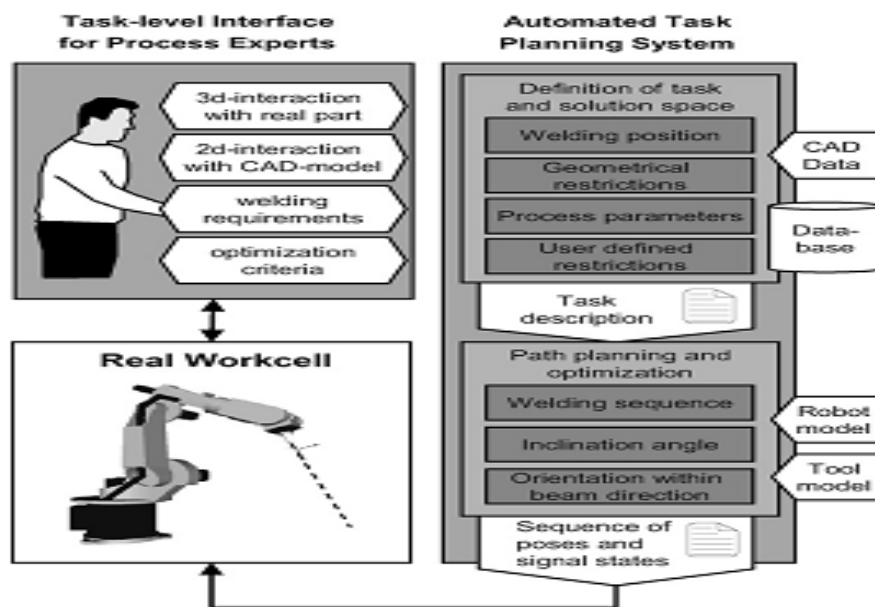 Task-level Interface
for Process Experts
3d-interaction
with real part
2d-interaction
with CAD-model
welding
requirements
optimization
criteria
Real Workcell
Automated Task
Planning System
Definition of task
and solution space
Welding position
Geometrical
restrictions
Process parameters
User defined
restrictions
CAD
Data
Data-
base
Task
description
Path planning and
optimization
Welding sequence
Inclination angle
Orientation within
beam direction
Robot
model
Tool
model
Sequence of
poses and
signal states